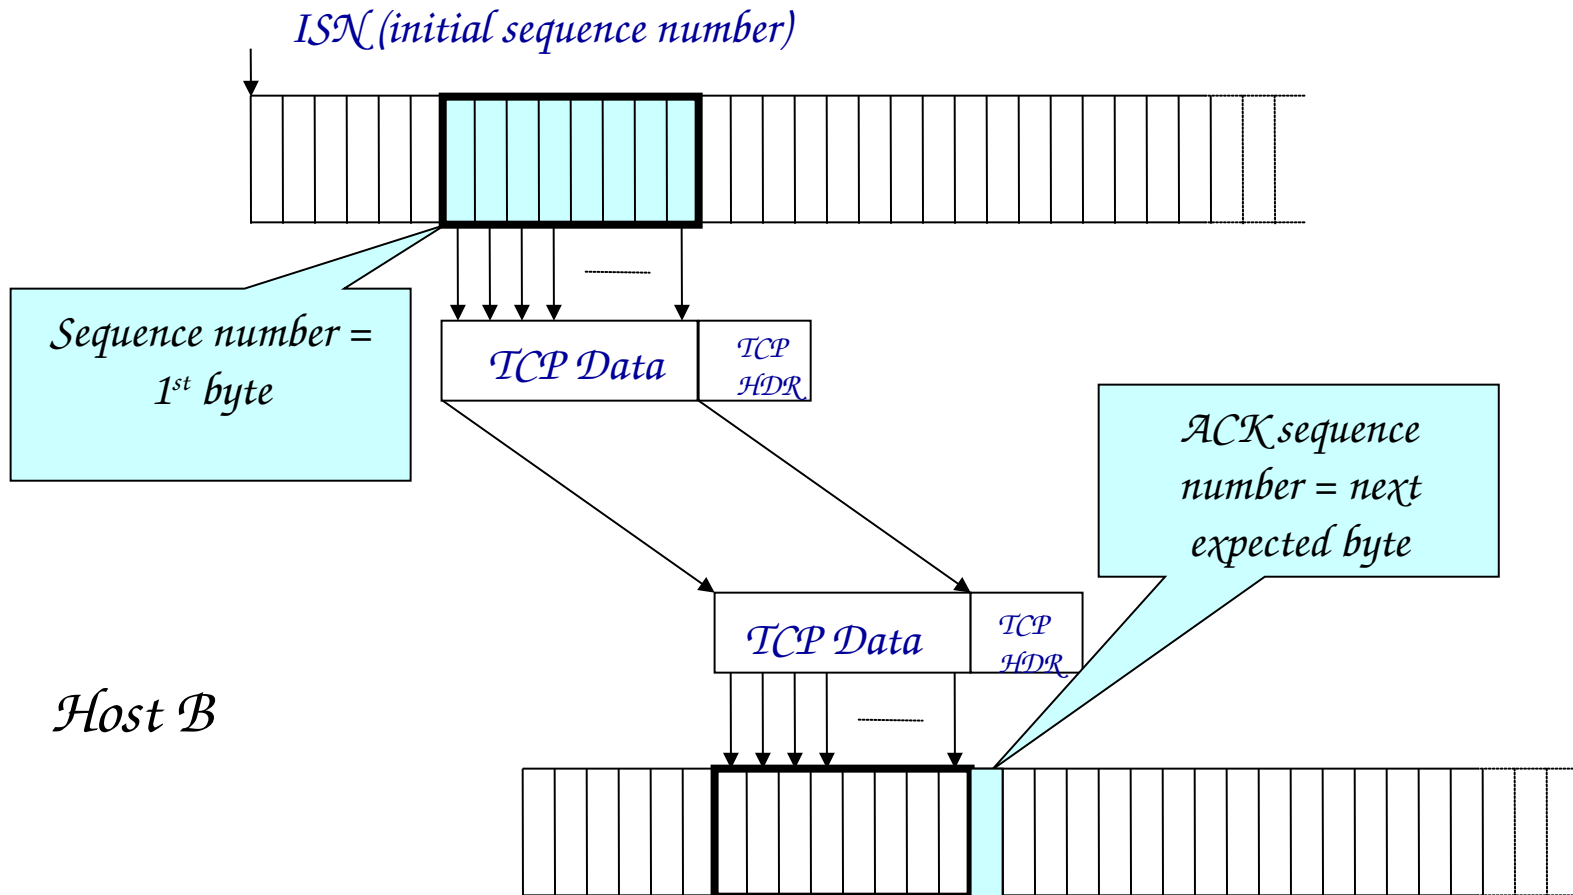 ISN (initial sequence number)
Sequence number =
1st byte
TCP Data
TCP
HDR
ACK sequence
number = next
expected byte
TCP Data
TCP
HDR
Host B